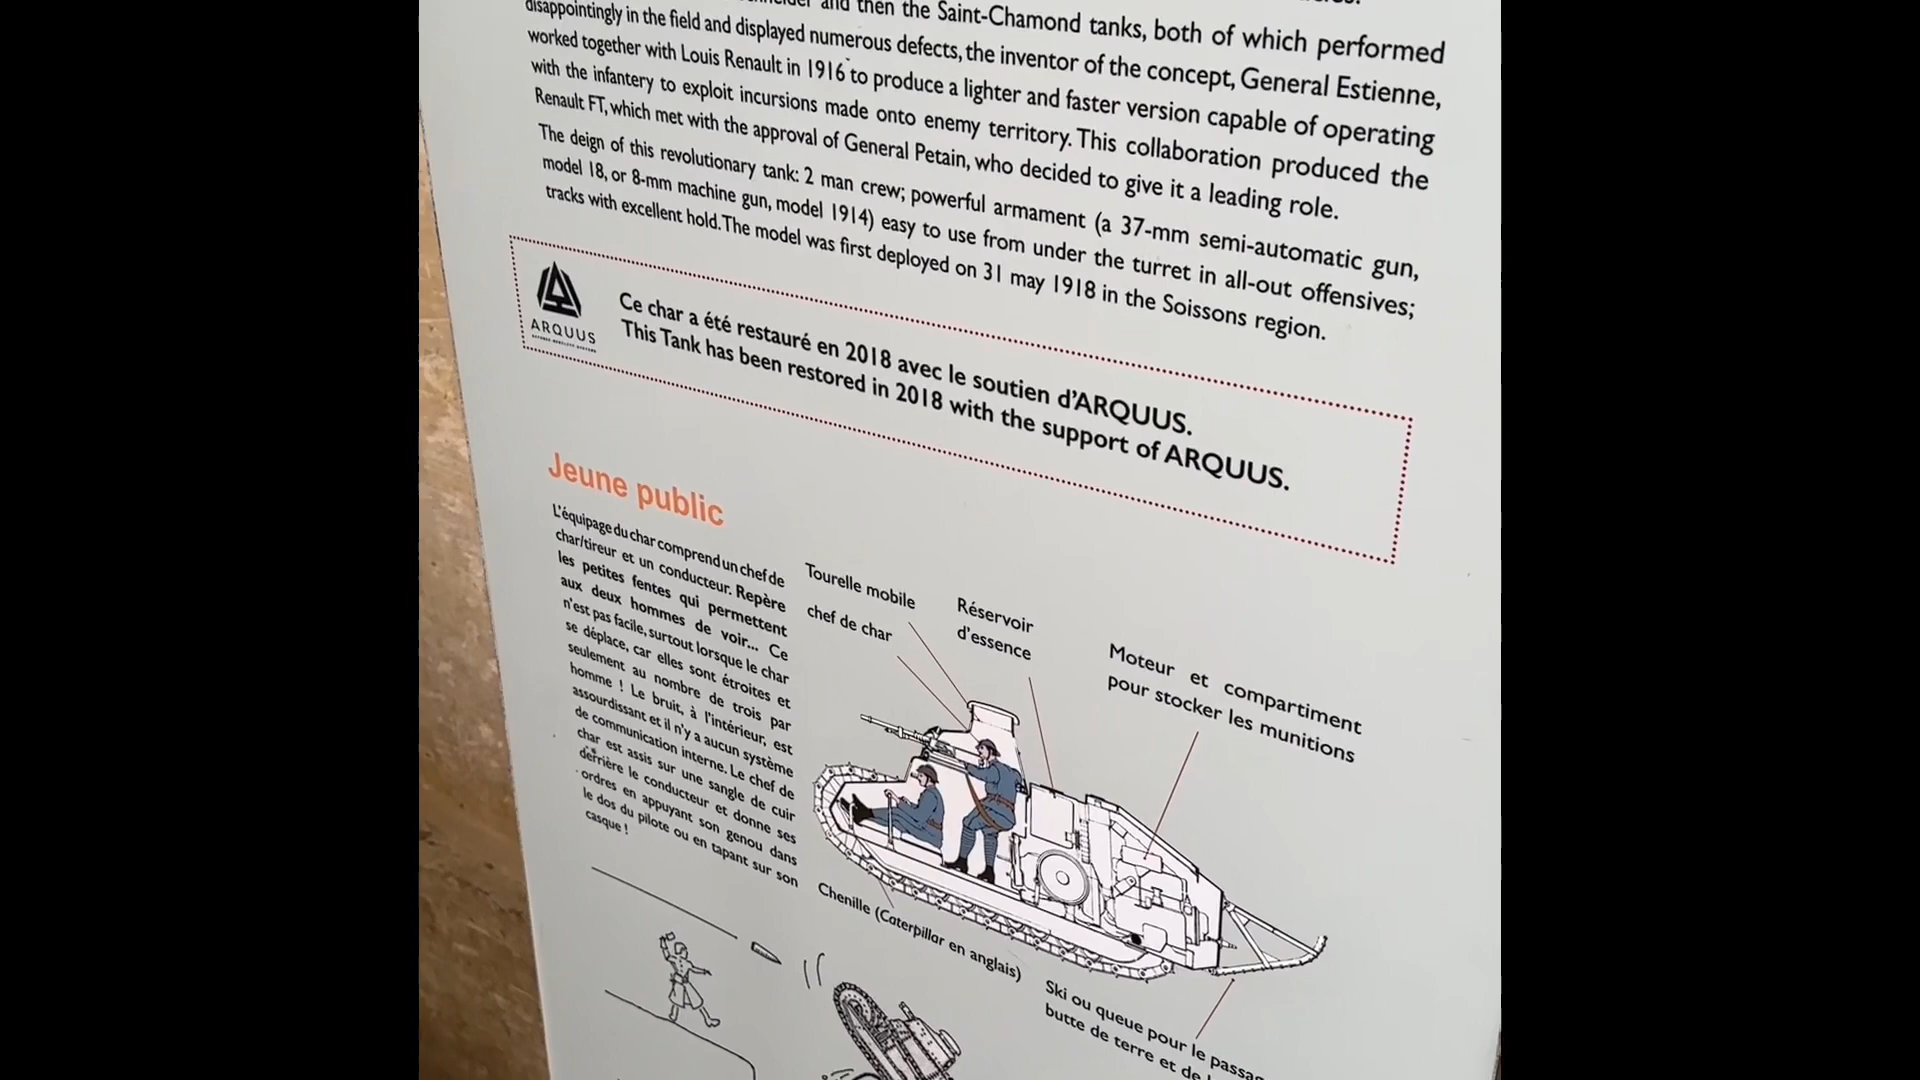 then the Saint-Chamond tanks, both of which performed
disappointingly in the field and displayed numerous defects, the inventor of the concept, General Estienne,
worked together with Louis Renault in 1916 to produce a lighter and faster version capable of operating
with the infantry to exploit incursions made onto enemy territory. This collaboration produced the
Renault FT, which met with the approval of General Petain, who decided to give it a leading role.
The deign of this revolutionary tank: 2 man crew; powerful armament (a 37-mm semi-automatic gun,
model 18, or 8-mm machine gun, model 1914) easy to use from under the turret in all-out offensives;
tracks with excellent hold. The model was first deployed on 31 may 1918 in the Soissons region.
ARQUUS
Ce char a été restauré en 2018 avec le soutien d'ARQUUS.
This Tank has been restored in 2018 with the support of ARQUUS.
Jeune public
L'équipage du char comprend un chef de
char/tireur et un conducteur. Repère
les petites fentes qui permettent
aux deux hommes de voir... Ce
n'est pas facile, surtout lorsque le char
se déplace, car elles sont étroites et
seulement au nombre de trois par
homme ! Le bruit, à l'intérieur, est
assourdissant et il n'y a aucun système
de communication interne. Le chef de
char est assis sur une sangle de cuir
derrière le conducteur et donne ses
ordres en appuyant son genou dans
le dos du pilote ou en tapant sur son
casque !
Tourelle mobile
chef de char
Réservoir
d'essence
Moteur et compartiment
pour stocker les munitions
Chenille (Caterpillar en anglais)
Ski ou queue pour le
butte de terre et de